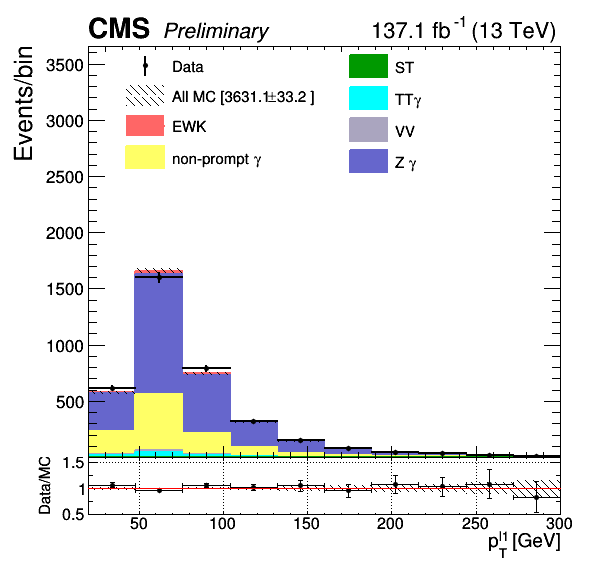 CMS Preliminary 137.1 fb⁻¹ (13 TeV)
Events/bin
3500
3000
2500
2000
1500
1000
500
Data
All MC [3631.1±33.2 ]
EWK
non-prompt γ
ST
TTγ
VV
Z γ
Data/MC
1.5
1
0.5
50 100 150 200 250 300
p_T^l1 [GeV]